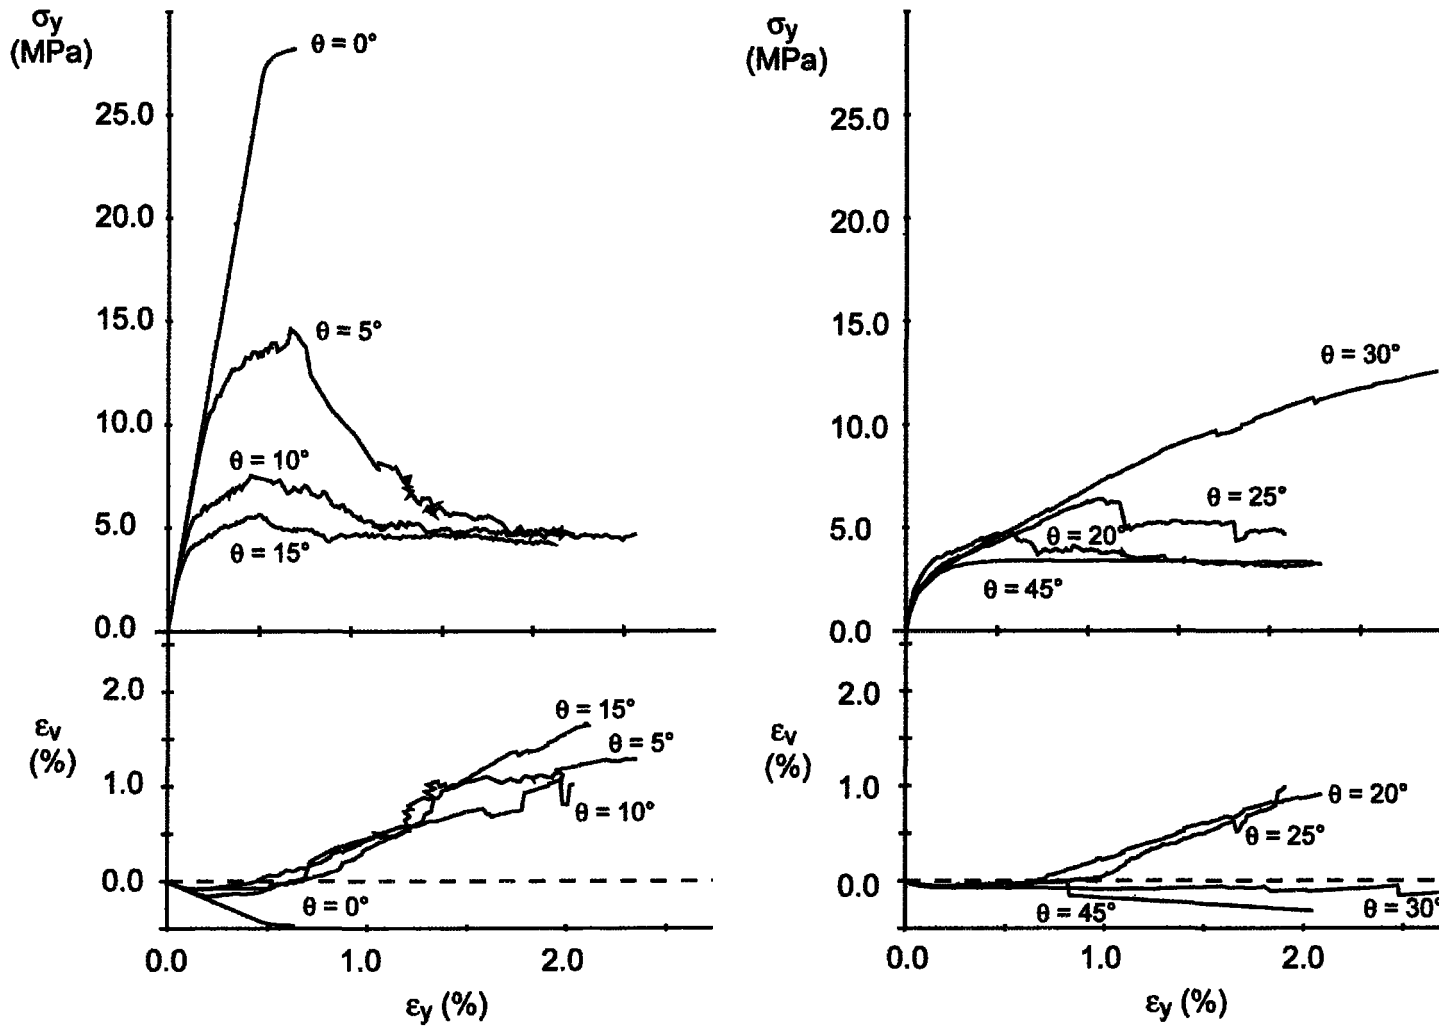 σy
(MPa)
θ = 0°
25.0
20.0
15.0
θ = 5°
10.0
θ = 10°
5.0
θ = 15°
0.0
2.0
θ = 15°
εv
(%)
θ = 5°
1.0
θ = 10°
0.0
θ = 0°
0.0 1.0 2.0
εy (%)
σy
(MPa)
25.0
20.0
15.0
θ = 30°
10.0
θ = 25°
5.0
θ = 20°
θ = 45°
0.0
2.0
εv
(%)
1.0
θ = 20°
θ = 25°
0.0
θ = 45°
θ = 30°
0.0 1.0 2.0
εy (%)